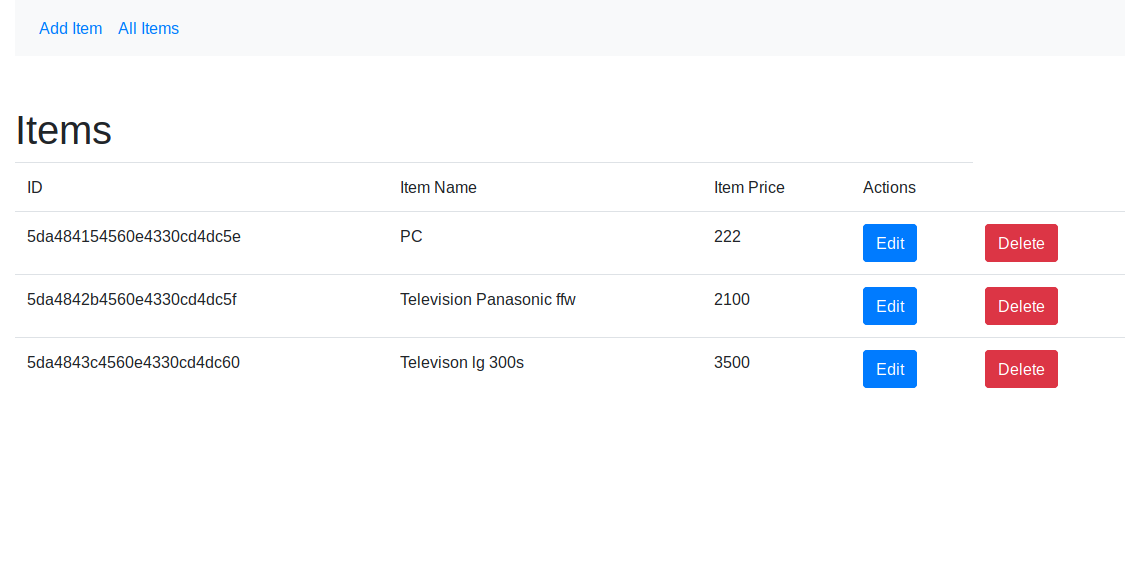 Add Item All Items
Items
ID Item Name Item Price Actions
5da484154560e4330cd4dc5e PC 222 Edit Delete
5da4842b4560e4330cd4dc5f Television Panasonic ffw 2100 Edit Delete
5da4843c4560e4330cd4dc60 Televison lg 300s 3500 Edit Delete